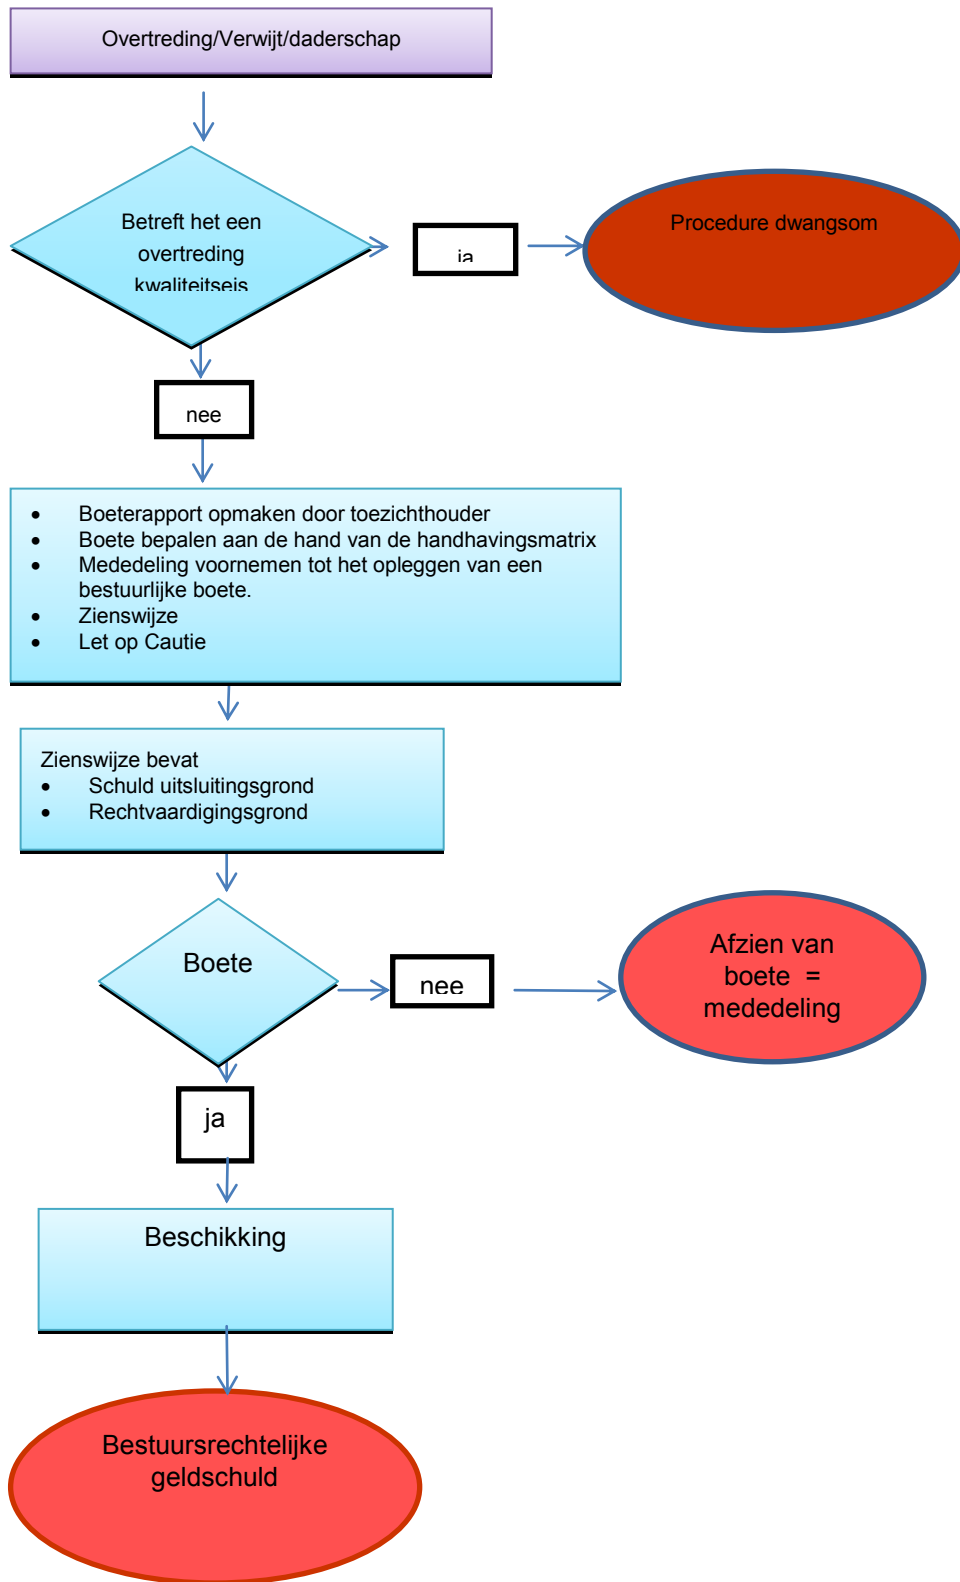 Overtreding/Verwijt/daderschap
Betreft het een
overtreding
kwaliteitseis
ja
Procedure dwangsom
nee
• Boeterapport opmaken door toezichthouder
• Boete bepalen aan de hand van de handhavingsmatrix
• Mededeling voornemen tot het opleggen van een
bestuurlijke boete.
• Zienswijze
• Let op Cautie
Zienswijze bevat
• Schuld uitsluitingsgrond
• Rechtvaardigingsgrond
Boete
nee
Afzien van
boete =
mededeling
ja
Beschikking
Bestuursrechtelijke
geldschuld